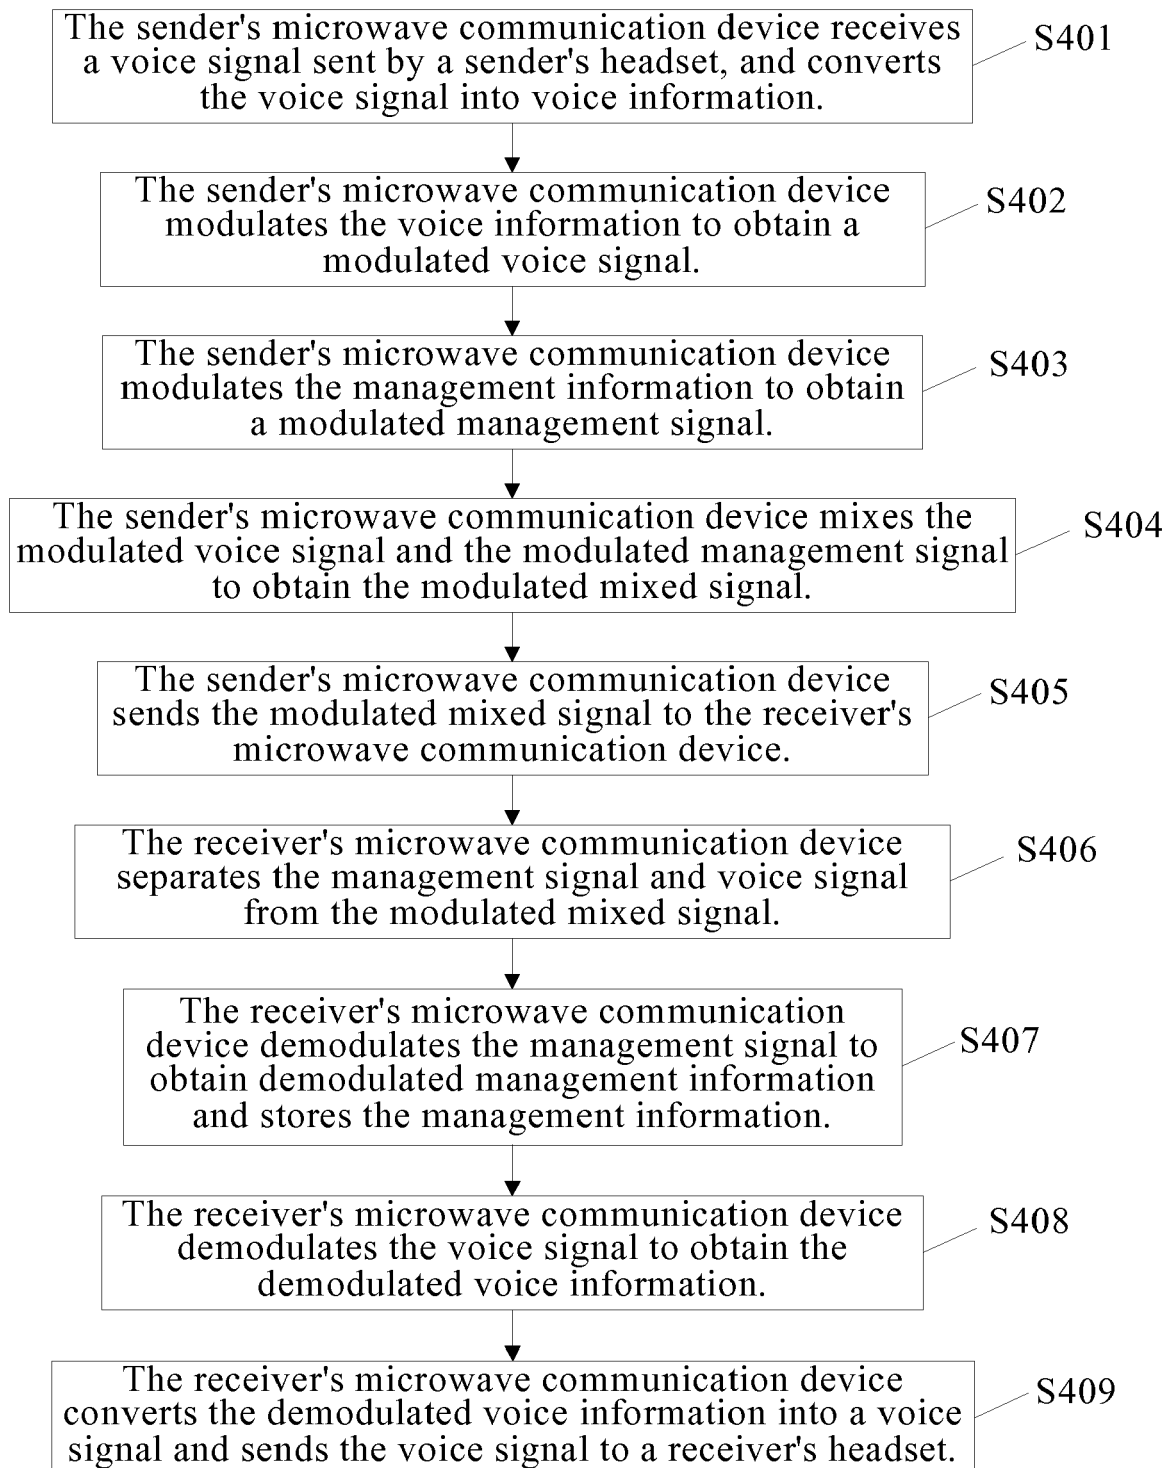 The sender's microwave communication device receives
a voice signal sent by a sender's headset, and converts
the voice signal into voice information.
S401
The sender's microwave communication device
modulates the voice information to obtain a
modulated voice signal.
S402
The sender's microwave communication device
modulates the management information to obtain
a modulated management signal.
S403
The sender's microwave communication device mixes the
modulated voice signal and the modulated management signal
to obtain the modulated mixed signal.
S404
The sender's microwave communication device
sends the modulated mixed signal to the receiver's
microwave communication device.
S405
The receiver's microwave communication device
separates the management signal and voice signal
from the modulated mixed signal.
S406
The receiver's microwave communication
device demodulates the management signal to
obtain demodulated management information
and stores the management information.
S407
The receiver's microwave communication device
demodulates the voice signal to obtain the
demodulated voice information.
S408
The receiver's microwave communication device
converts the demodulated voice information into a voice
signal and sends the voice signal to a receiver's headset.
S409